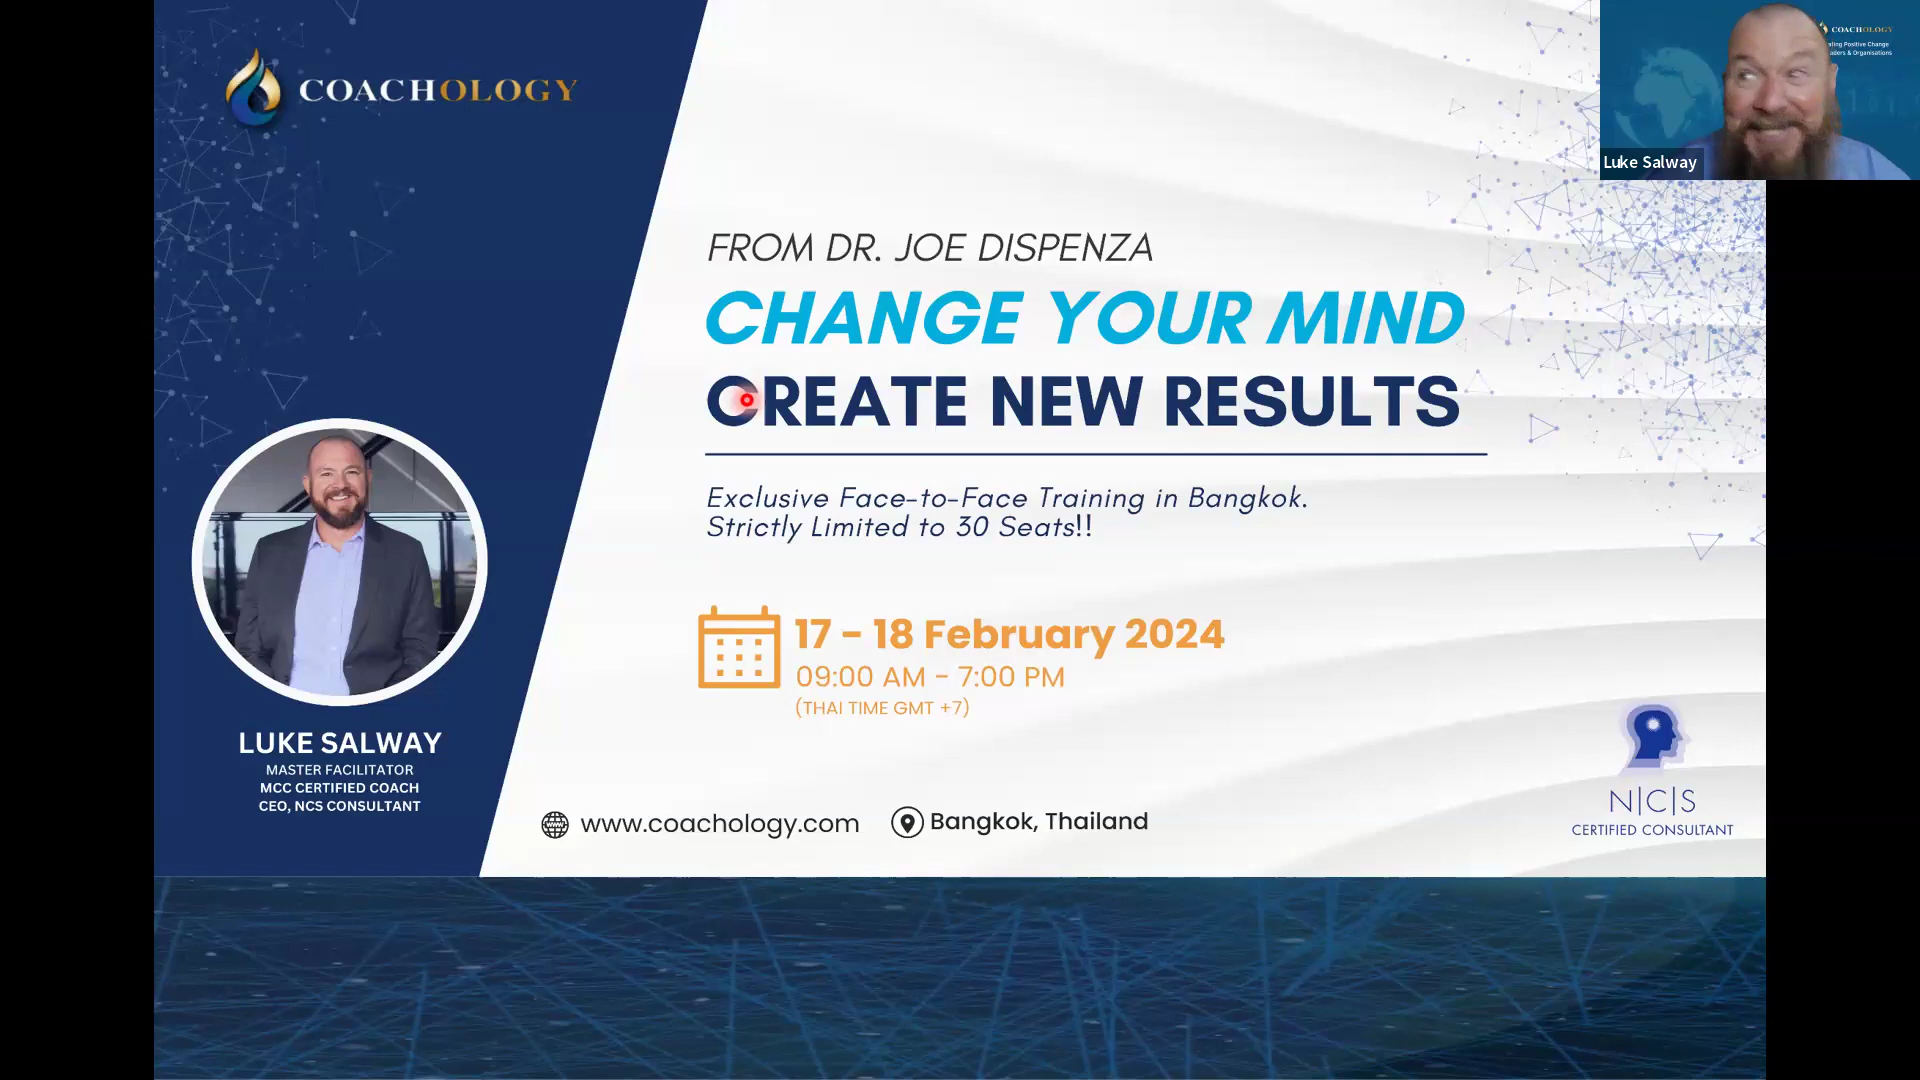 COACHOLOGY
FROM DR. JOE DISPENZA
CHANGE YOUR MIND
CREATE NEW RESULTS
Exclusive Face-to-Face Training in Bangkok.
Strictly Limited to 30 Seats!!
17 - 18 February 2024
09:00 AM - 7:00 PM
(THAI TIME GMT +7)
LUKE SALWAY
MASTER FACILITATOR
MCC CERTIFIED COACH
CEO, NCS CONSULTANT
www.coachology.com
Bangkok, Thailand
N|C|S
CERTIFIED CONSULTANT
COACHOLOGY
Positive Change
& Organisations
Luke Salway